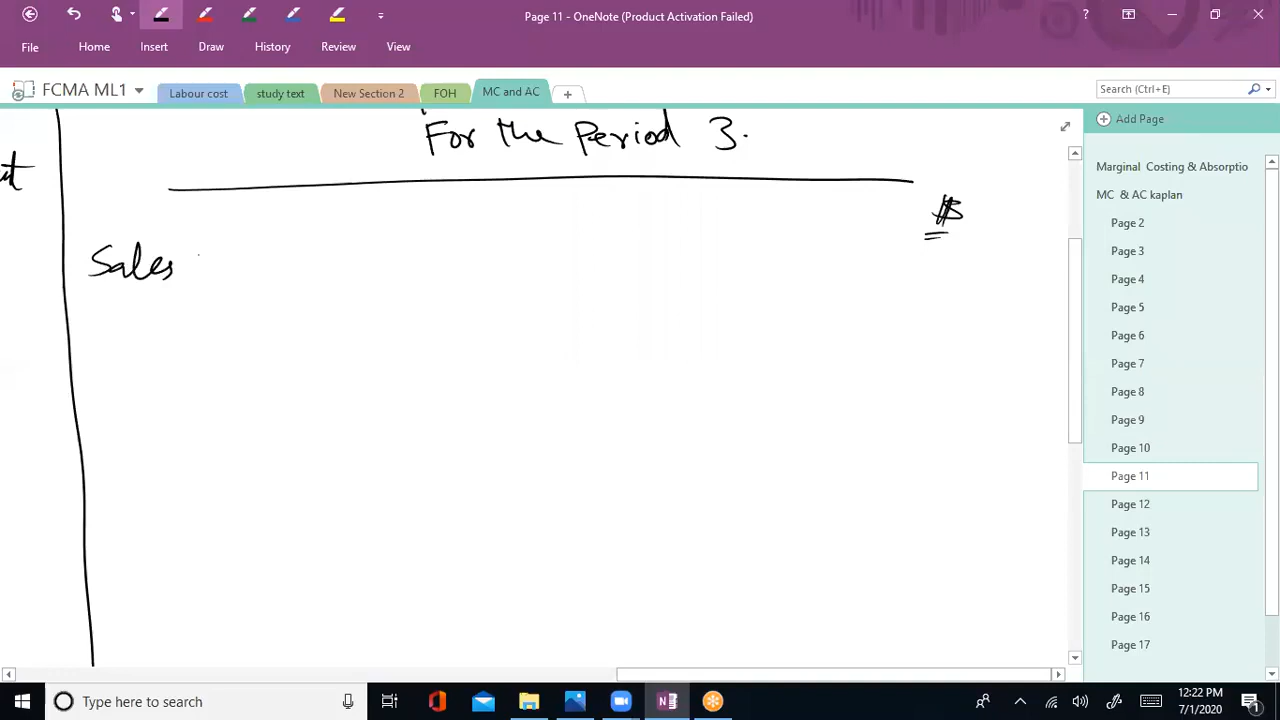 Page 11 - OneNote (Product Activation Failed)
?
File Home Insert Draw History Review View
FCMA ML1 Labour cost study text New Section 2 FOH MC and AC
Search (Ctrl+E)
Add Page
For the Period 3.
$
Sales
Marginal Costing & Absorptio
MC & AC kaplan
Page 2
Page 3
Page 4
Page 5
Page 6
Page 7
Page 8
Page 9
Page 10
Page 11
Page 12
Page 13
Page 14
Page 15
Page 16
Page 17
Type here to search
12:22 PM
7/1/2020